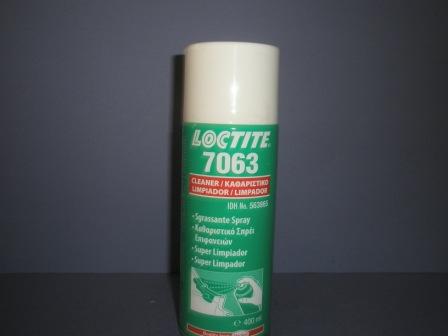 LOCTITE
7063
CLEANER / ΚΑΘΑΡΙΣΤΙΚΟ
LIMPIADOR / LIMPADOR
IDH No. 563865
• Sgrassante Spray
• Καθαριστικό Σπρέι
Επιφανειών
• Super Limpiador
• Super Limpador
℮ 400 ml